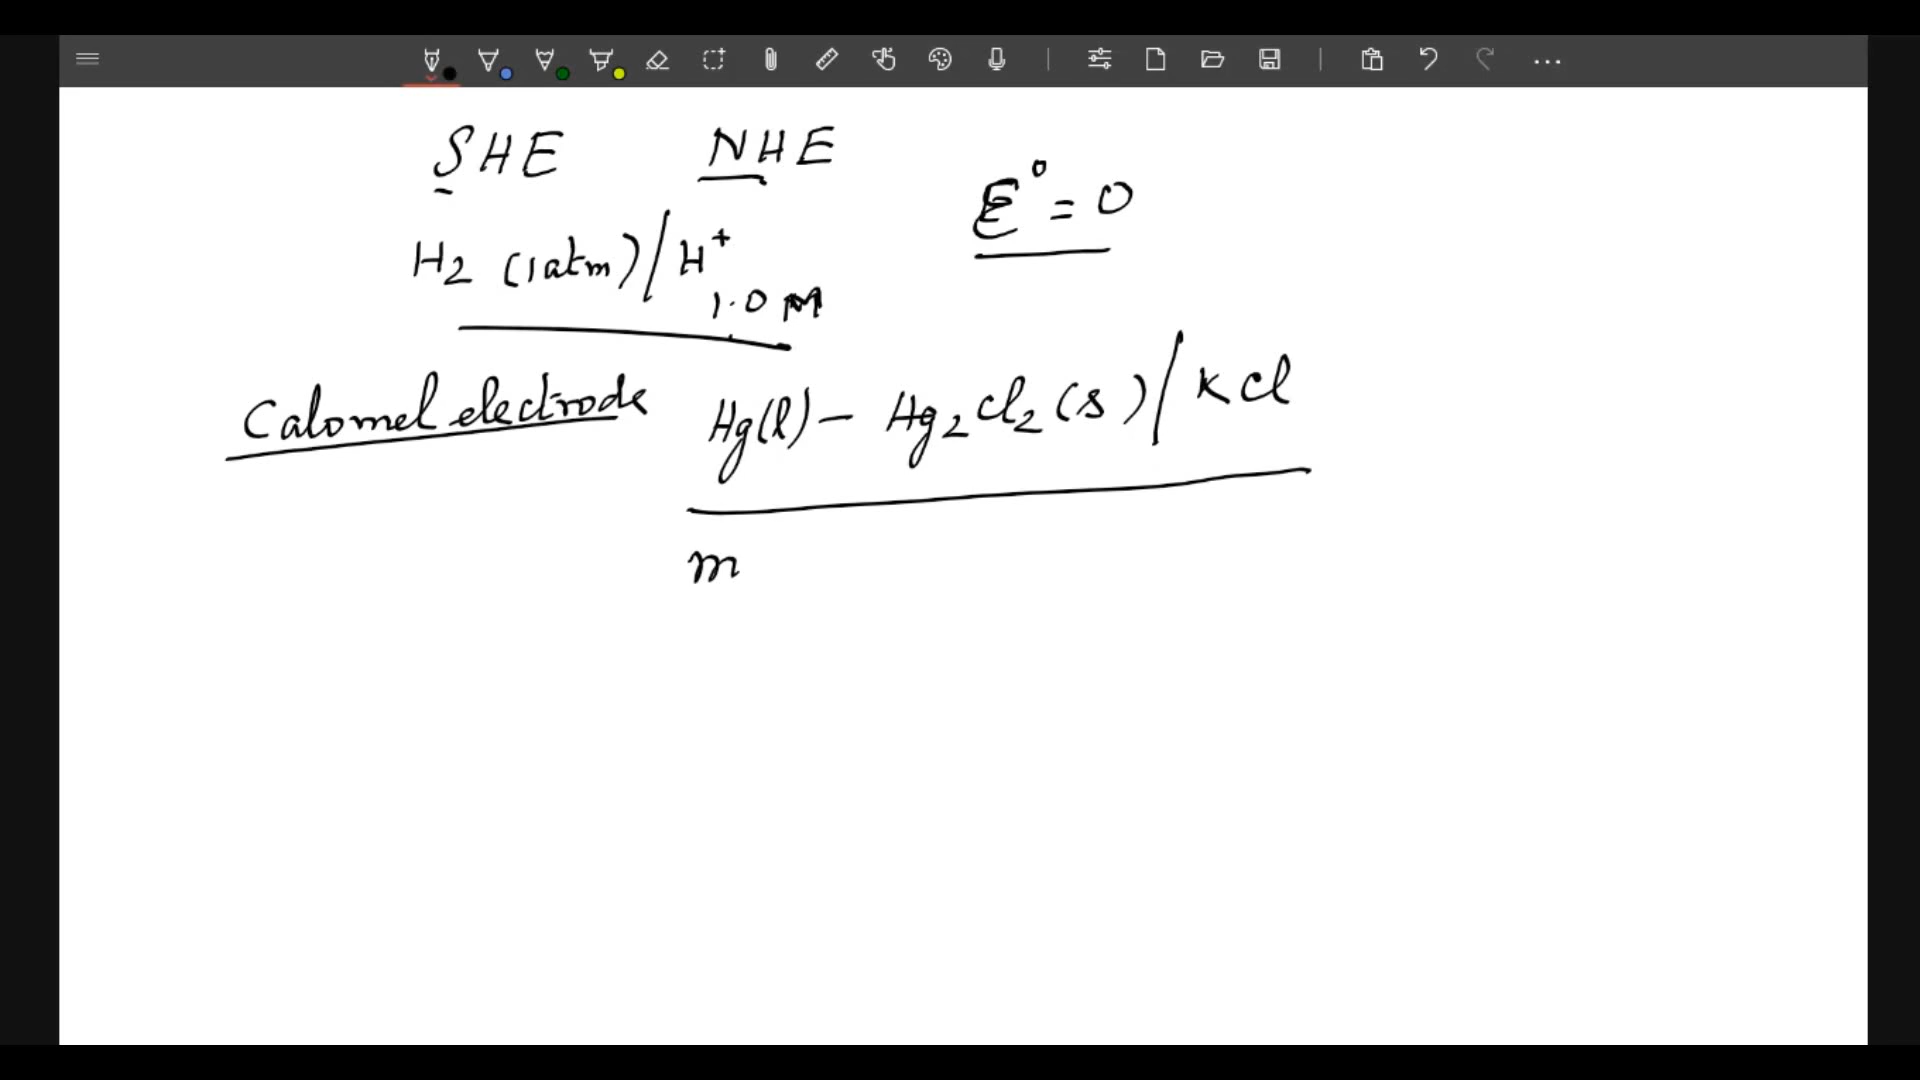 SHE NHE
E° = 0
H2 (1atm) / H+
1.0 M
Calomel electrode Hg(l) - Hg2Cl2(s) / KCl
m